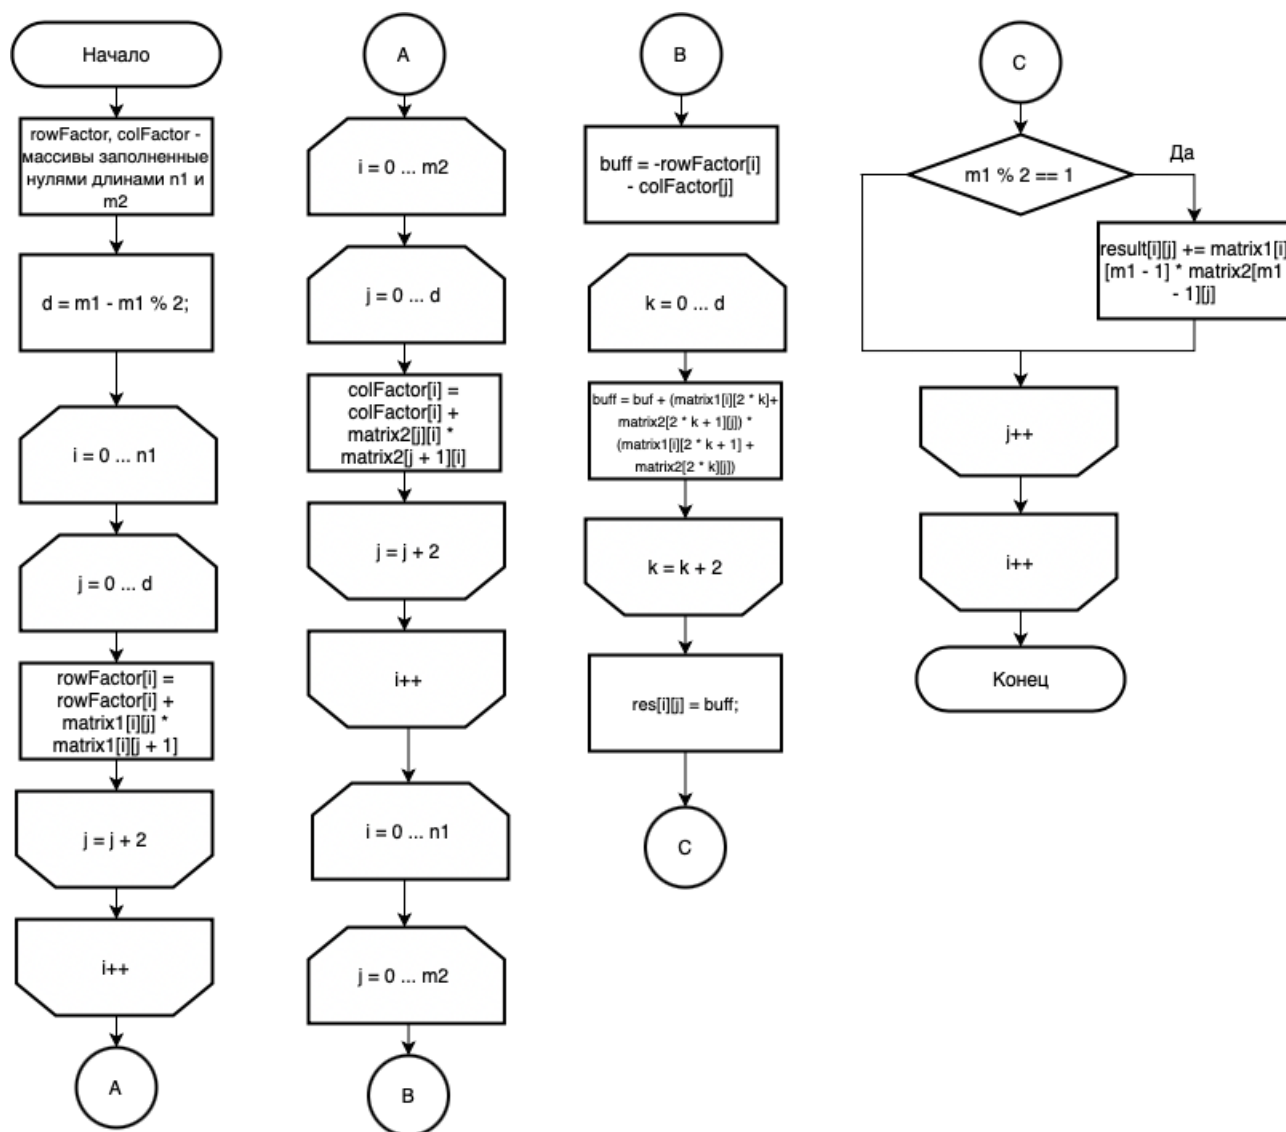 Начало
rowFactor, colFactor -
массивы заполненные
нулями длинами n1 и
m2
d = m1 - m1 % 2;
i = 0 ... n1
j = 0 ... d
rowFactor[i] =
rowFactor[i] +
matrix1[i][j] *
matrix1[i][j + 1]
j = j + 2
i++
A
A
i = 0 ... m2
j = 0 ... d
colFactor[i] =
colFactor[i] +
matrix2[j][i] *
matrix2[j + 1][i]
j = j + 2
i++
i = 0 ... n1
j = 0 ... m2
B
B
buff = -rowFactor[i]
- colFactor[j]
k = 0 ... d
buff = buf + (matrix1[i][2 * k]+
matrix2[2 * k + 1][j]) *
(matrix1[i][2 * k + 1] +
matrix2[2 * k][j])
k = k + 2
res[i][j] = buff;
C
C
m1 % 2 == 1
Да
result[i][j] += matrix1[i]
[m1 - 1] * matrix2[m1
- 1][j]
j++
i++
Конец